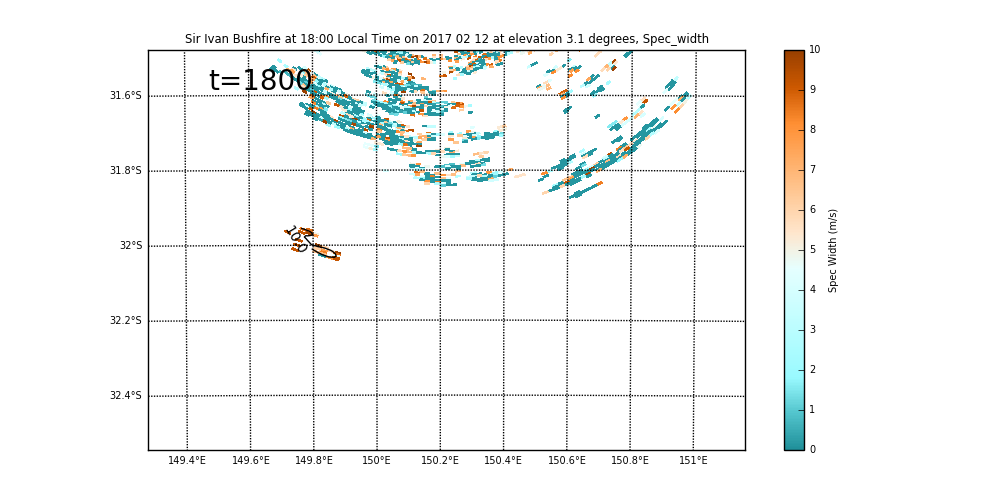 Sir Ivan Bushfire at 18:00 Local Time on 2017 02 12 at elevation 3.1 degrees, Spec_width
t=1800
31.6°S
31.8°S
32°S
32.2°S
32.4°S
149.4°E 149.6°E 149.8°E 150°E 150.2°E 150.4°E 150.6°E 150.8°E 151°E
10
9
8
7
6
5
4
3
2
1
0
Spec Width (m/s)